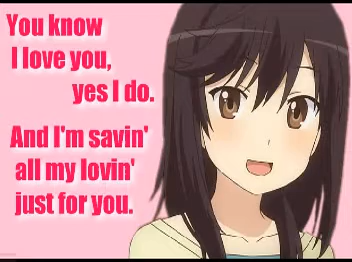 You know
I love you,
yes I do.
And I'm savin'
all my lovin'
just for you.